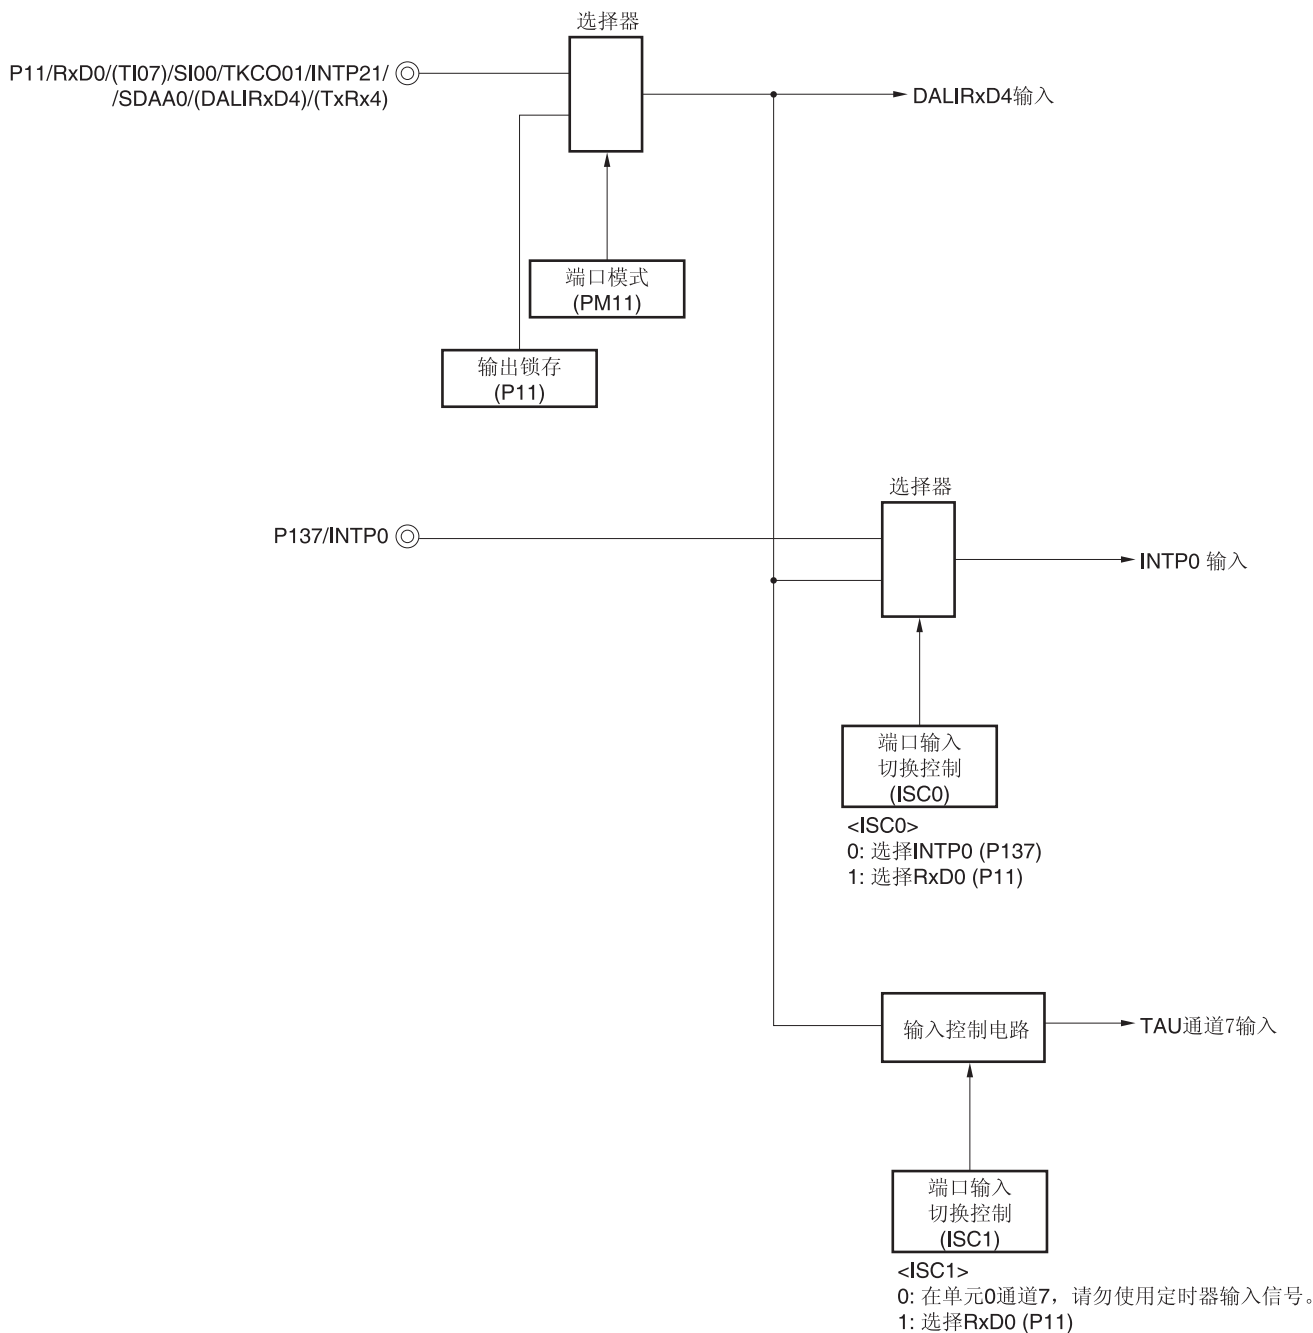 选择器
P11/RxD0/(TI07)/SI00/TKCO01/INTP21/
/SDAA0/(DALIRxD4)/(TxRx4)
DALIRxD4输入
端口模式
(PM11)
输出锁存
(P11)
选择器
P137/INTP0
INTP0 输入
端口输入
切换控制
(ISC0)
<ISC0>
0: 选择INTP0 (P137)
1: 选择RxD0 (P11)
输入控制电路
TAU通道7输入
端口输入
切换控制
(ISC1)
<ISC1>
0: 在单元0通道7，请勿使用定时器输入信号。
1: 选择RxD0 (P11)